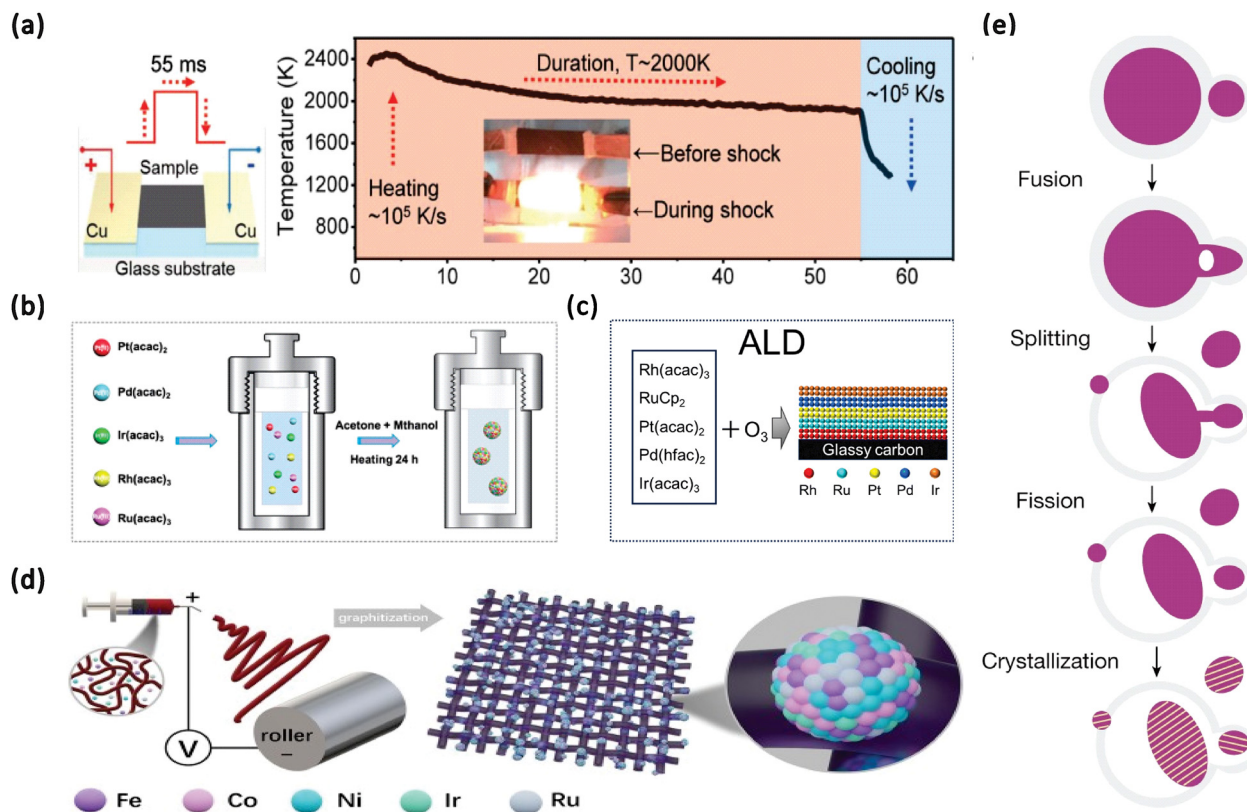 (a)
55 ms
+
-
Sample
Cu
Cu
Glass substrate
Temperature (K)
2400
2000
1600
1200
800
0
10
20
30
40
50
60
Duration, T~2000K
Cooling
~10⁵ K/s
Heating
~10⁵ K/s
←Before shock
←During shock
(b)
Pt(acac)₂
Pd(acac)₂
Ir(acac)₃
Rh(acac)₃
Ru(acac)₃
Acetone + Mthanol
Heating 24 h
(c)
ALD
Rh(acac)₃
RuCp₂
Pt(acac)₂
Pd(hfac)₂
Ir(acac)₃
+ O₃
Glassy carbon
Rh Ru Pt Pd Ir
(d)
+
graphitization
V
roller
−
Fe Co Ni Ir Ru
(e)
Fusion
Splitting
Fission
Crystallization